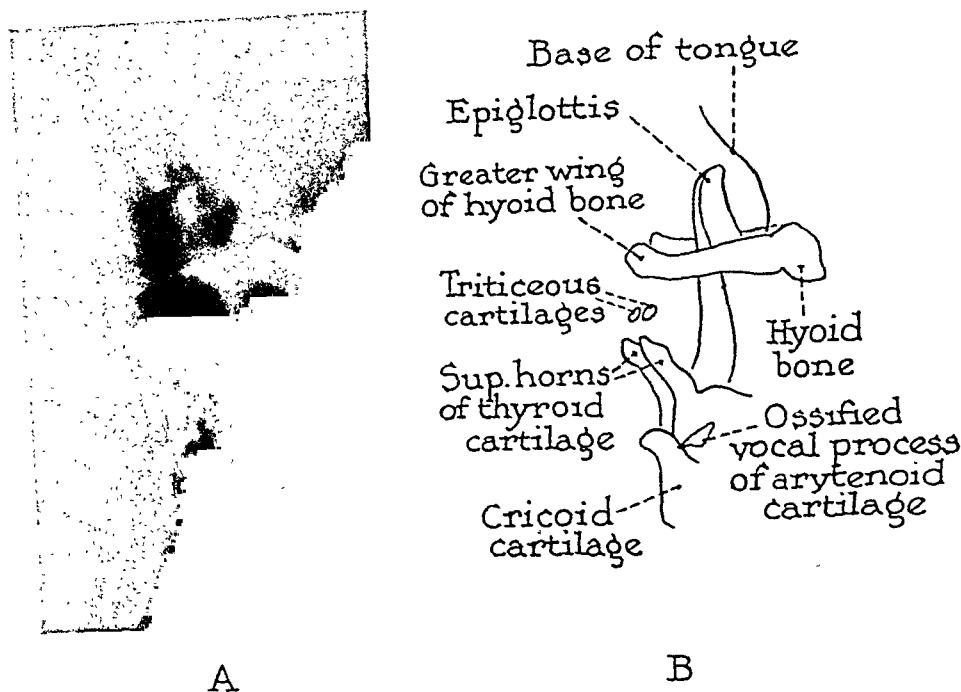 Base of tongue
Epiglottis
Greater wing
of hyoid bone
Triticeous
cartilages
Hyoid
bone
Sup. horns
of thyroid
cartilage
Ossified
vocal process
of arytenoid
cartilage
Cricoid
cartilage
A
B